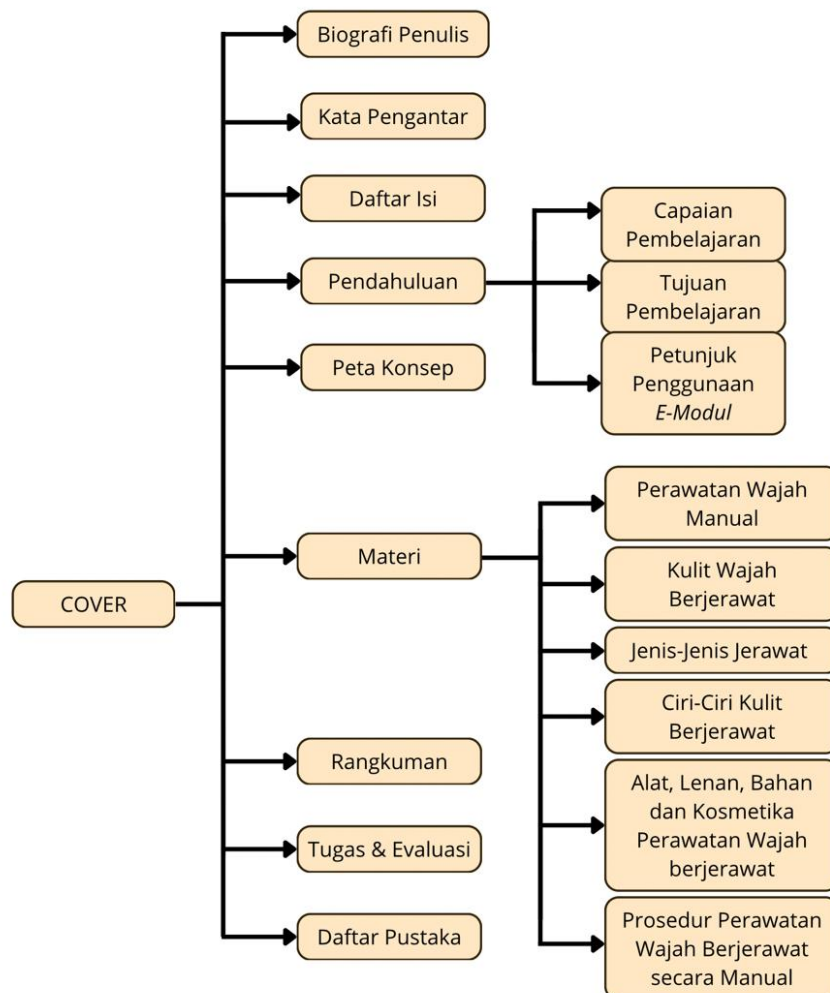 Biografi Penulis
Kata Pengantar
Daftar Isi
Pendahuluan
Capaian
Pembelajaran
Tujuan
Pembelajaran
Petunjuk
Penggunaan
E-Modul
Peta Konsep
COVER
Materi
Perawatan Wajah
Manual
Kulit Wajah
Berjerawat
Jenis-Jenis Jerawat
Ciri-Ciri Kulit
Berjerawat
Alat, Lenan, Bahan
dan Kosmetika
Perawatan Wajah
berjerawat
Prosedur Perawatan
Wajah Berjerawat
secara Manual
Rangkuman
Tugas & Evaluasi
Daftar Pustaka